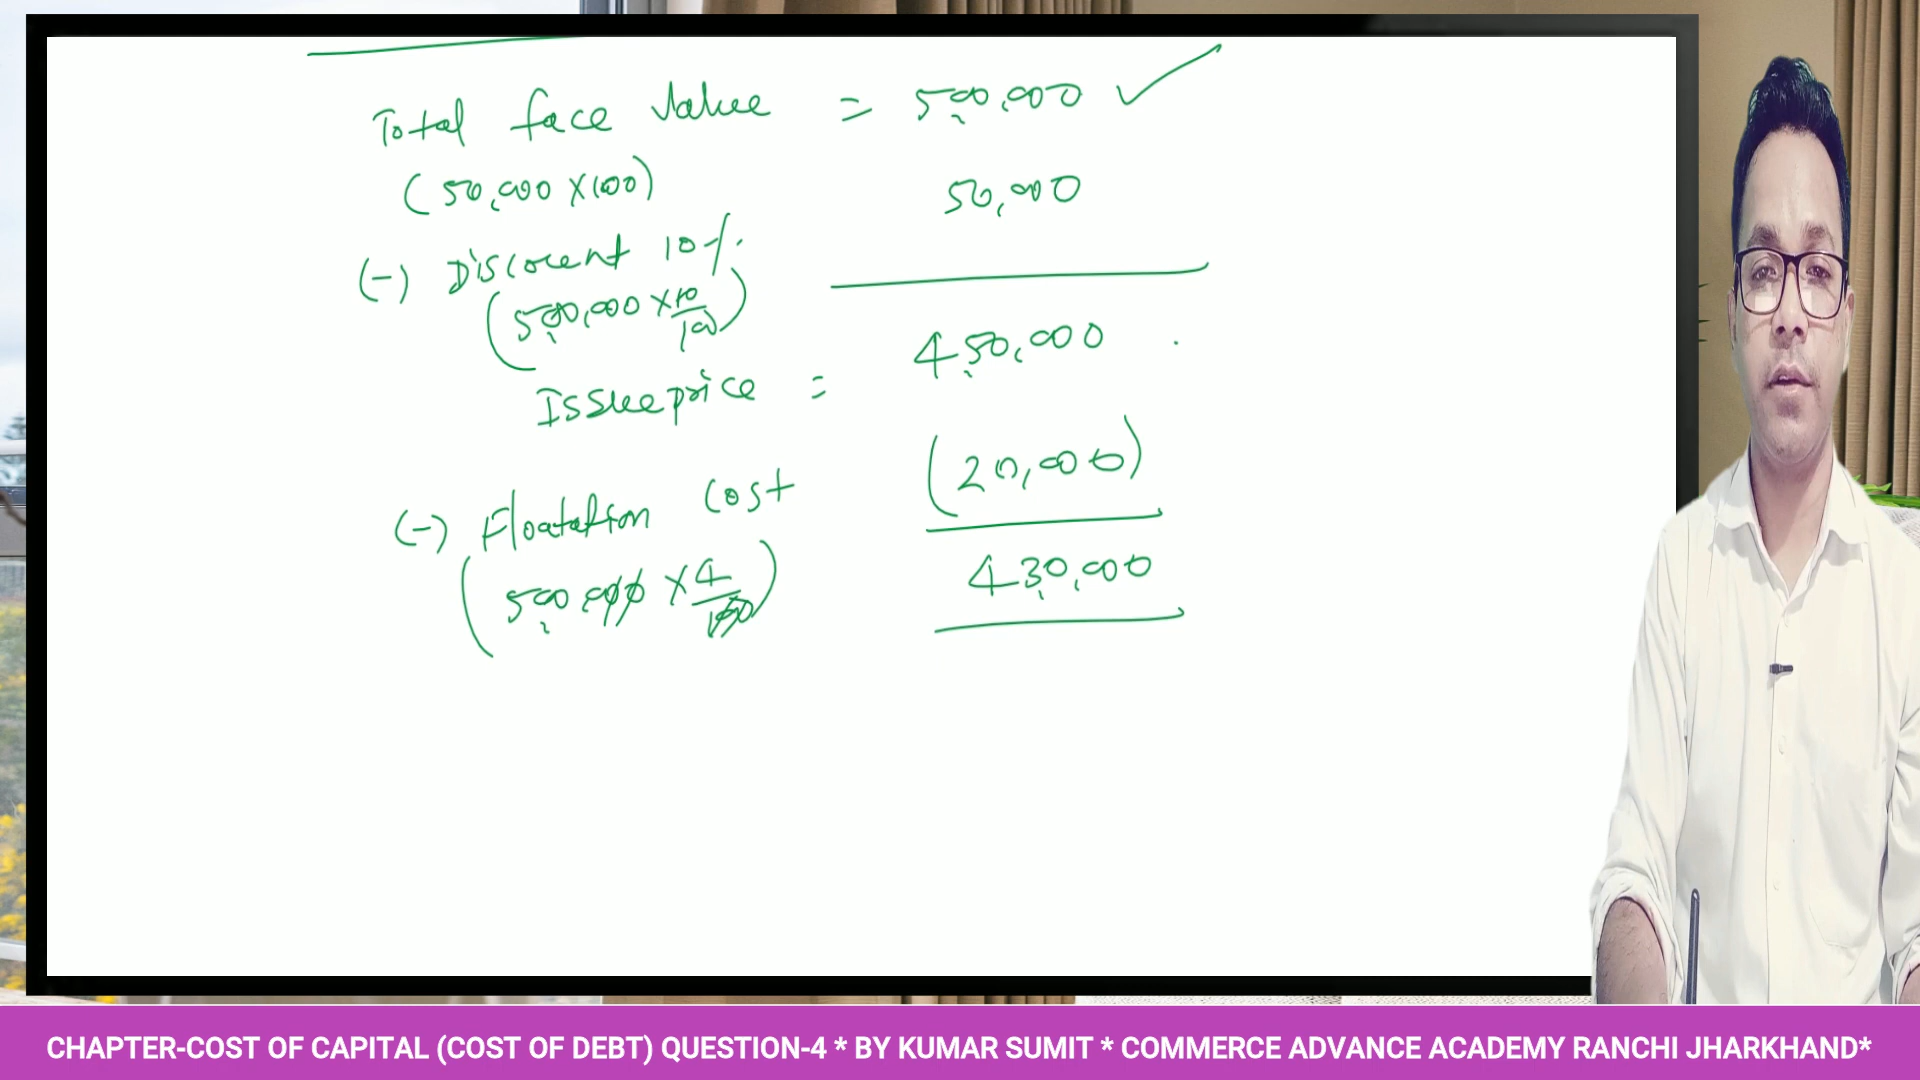 Total face Value = 500,000 ✓
(50,000 X 100)
50,000
(-) Discount 10%
(500,000 X 10/100)
Issue price = 450,000
(-) Floatation cost (20,000)
(500,000 X 4/100)
430,000
CHAPTER-COST OF CAPITAL (COST OF DEBT) QUESTION-4 * BY KUMAR SUMIT * COMMERCE ADVANCE ACADEMY RANCHI JHARKHAND*